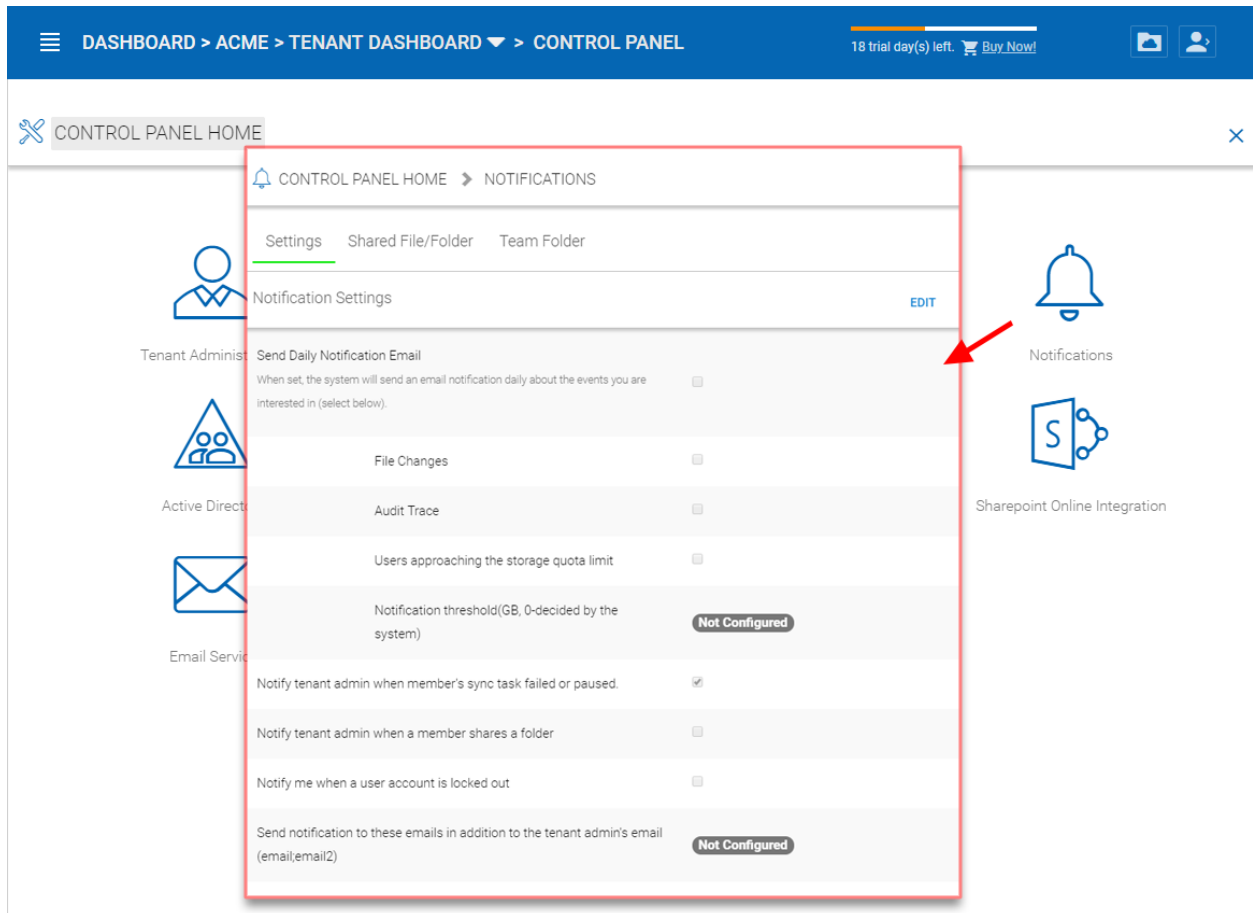 DASHBOARD > ACME > TENANT DASHBOARD > CONTROL PANEL
18 trial day(s) left. Buy Now!
CONTROL PANEL HOME
CONTROL PANEL HOME > NOTIFICATIONS
Settings Shared File/Folder Team Folder
Notification Settings EDIT
Tenant Administ
Send Daily Notification Email
When set, the system will send an email notification daily about the events you are
interested in (select below).
Notifications
File Changes
Active Direct
Audit Trace
Sharepoint Online Integration
Users approaching the storage quota limit
Notification threshold(GB, 0-decided by the
system)
Not Configured
Email Servic
Notify tenant admin when member's sync task failed or paused.
Notify tenant admin when a member shares a folder
Notify me when a user account is locked out
Send notification to these emails in addition to the tenant admin's email
(email;email2)
Not Configured